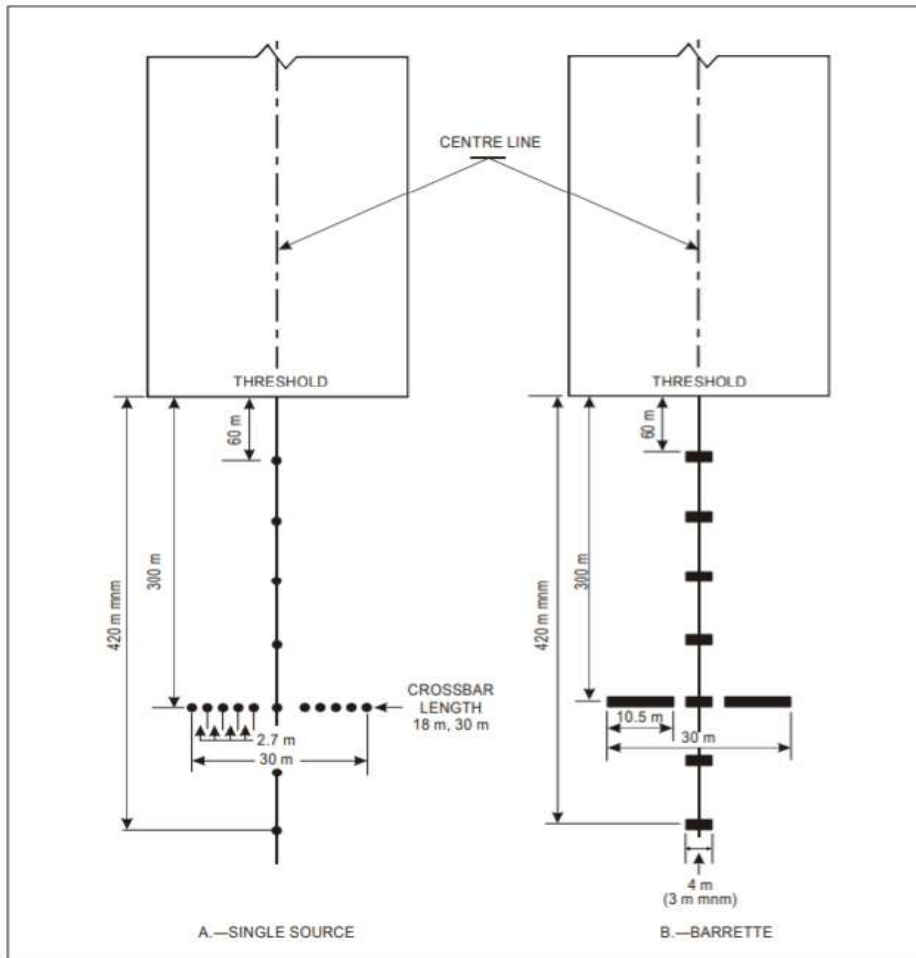 CENTRE LINE
THRESHOLD
THRESHOLD
60 m
60 m
300 m
300 m
420 m mnm
420 m mnm
CROSSBAR
LENGTH
18 m, 30 m
2.7 m
30 m
10.5 m
30 m
4 m
(3 m mnm)
A.—SINGLE SOURCE
B.—BARRETTE